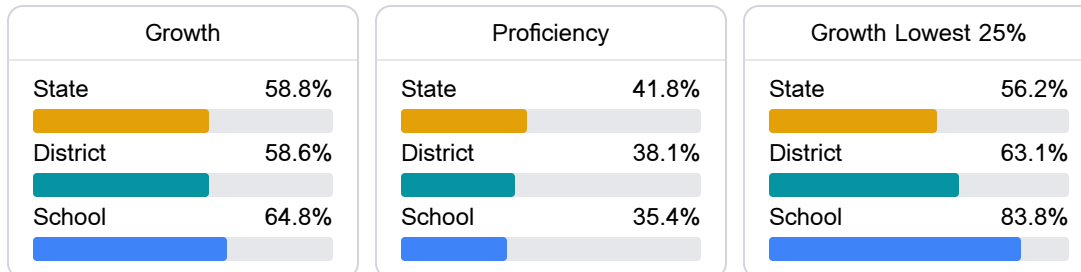 Growth
State 58.8%
District 58.6%
School 64.8%
Proficiency
State 41.8%
District 38.1%
School 35.4%
Growth Lowest 25%
State 56.2%
District 63.1%
School 83.8%